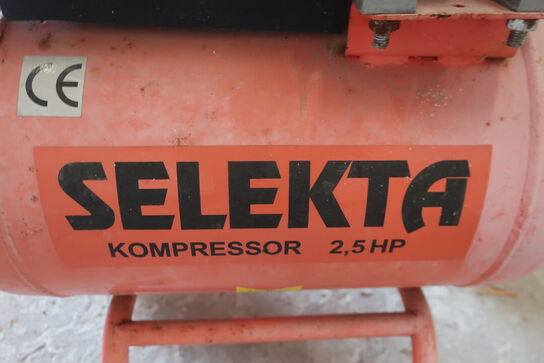 CE
SELEKTA
KOMPRESSOR 2,5 HP